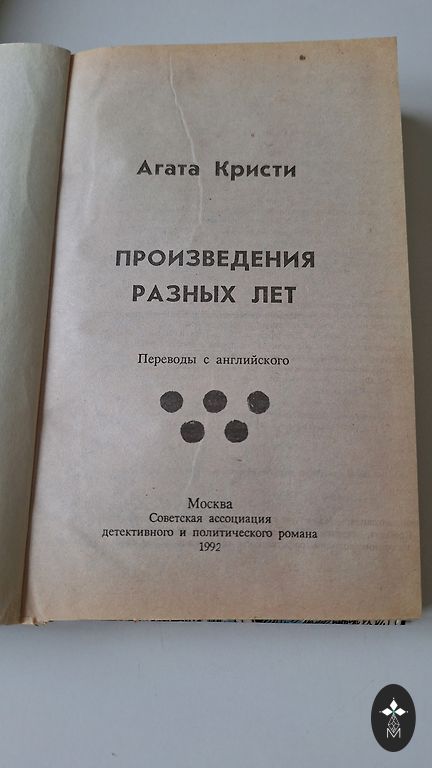 Агата Кристи
ПРОИЗВЕДЕНИЯ
РАЗНЫХ ЛЕТ
Переводы с английского
Москва
Советская ассоциация
детективного и политического романа
1992
М